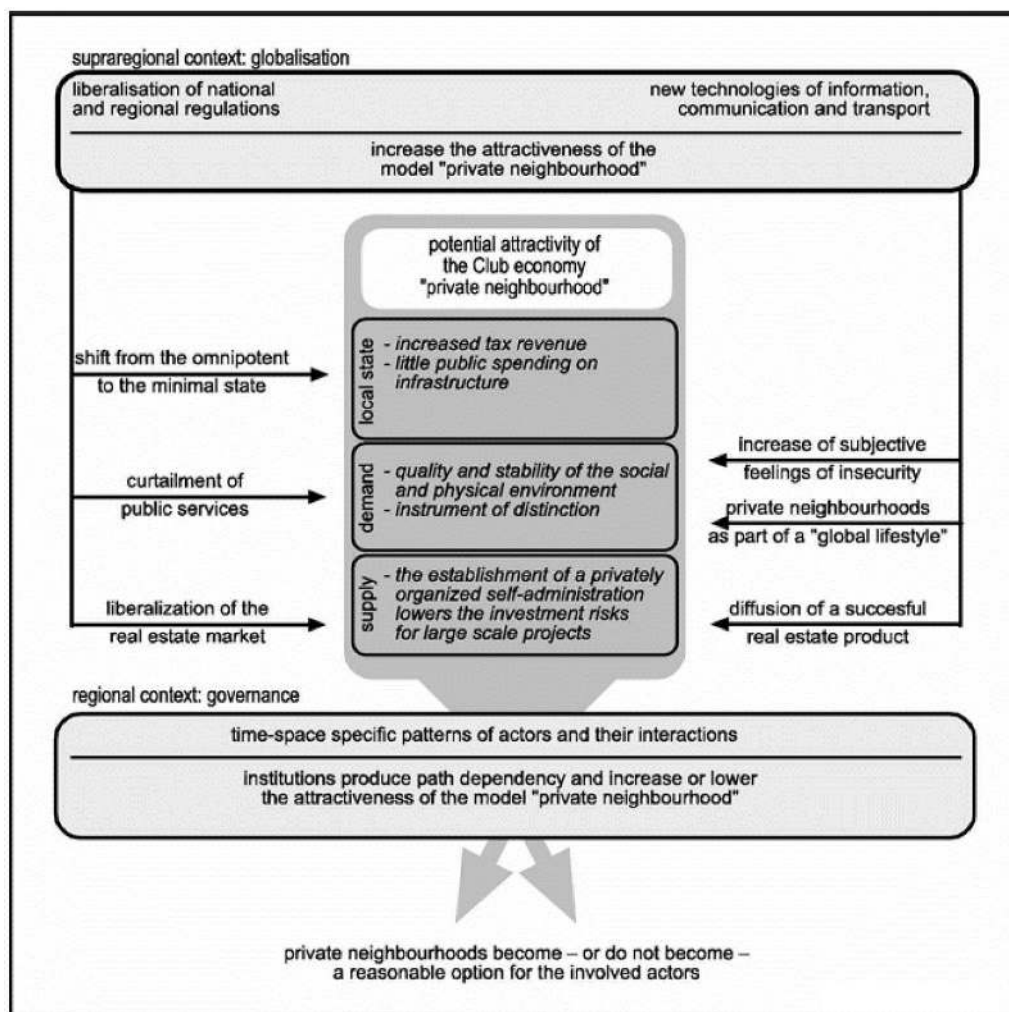 supraregional context: globalisation
liberalisation of national
and regional regulations
new technologies of information,
communication and transport
increase the attractiveness of the
model "private neighbourhood"
potential attractivity of
the Club economy
"private neighbourhood"
shift from the omnipotent
to the minimal state
local state
- increased tax revenue
- little public spending on
infrastructure
curtailment of
public services
demand
- quality and stability of the social
and physical environment
- instrument of distinction
increase of subjective
feelings of insecurity
private neighbourhoods
as part of a "global lifestyle"
liberalization of the
real estate market
supply
- the establishment of a privately
organized self-administration
lowers the investment risks
for large scale projects
diffusion of a succesful
real estate product
regional context: governance
time-space specific patterns of actors and their interactions
institutions produce path dependency and increase or lower
the attractiveness of the model "private neighbourhood"
private neighbourhoods become – or do not become –
a reasonable option for the involved actors